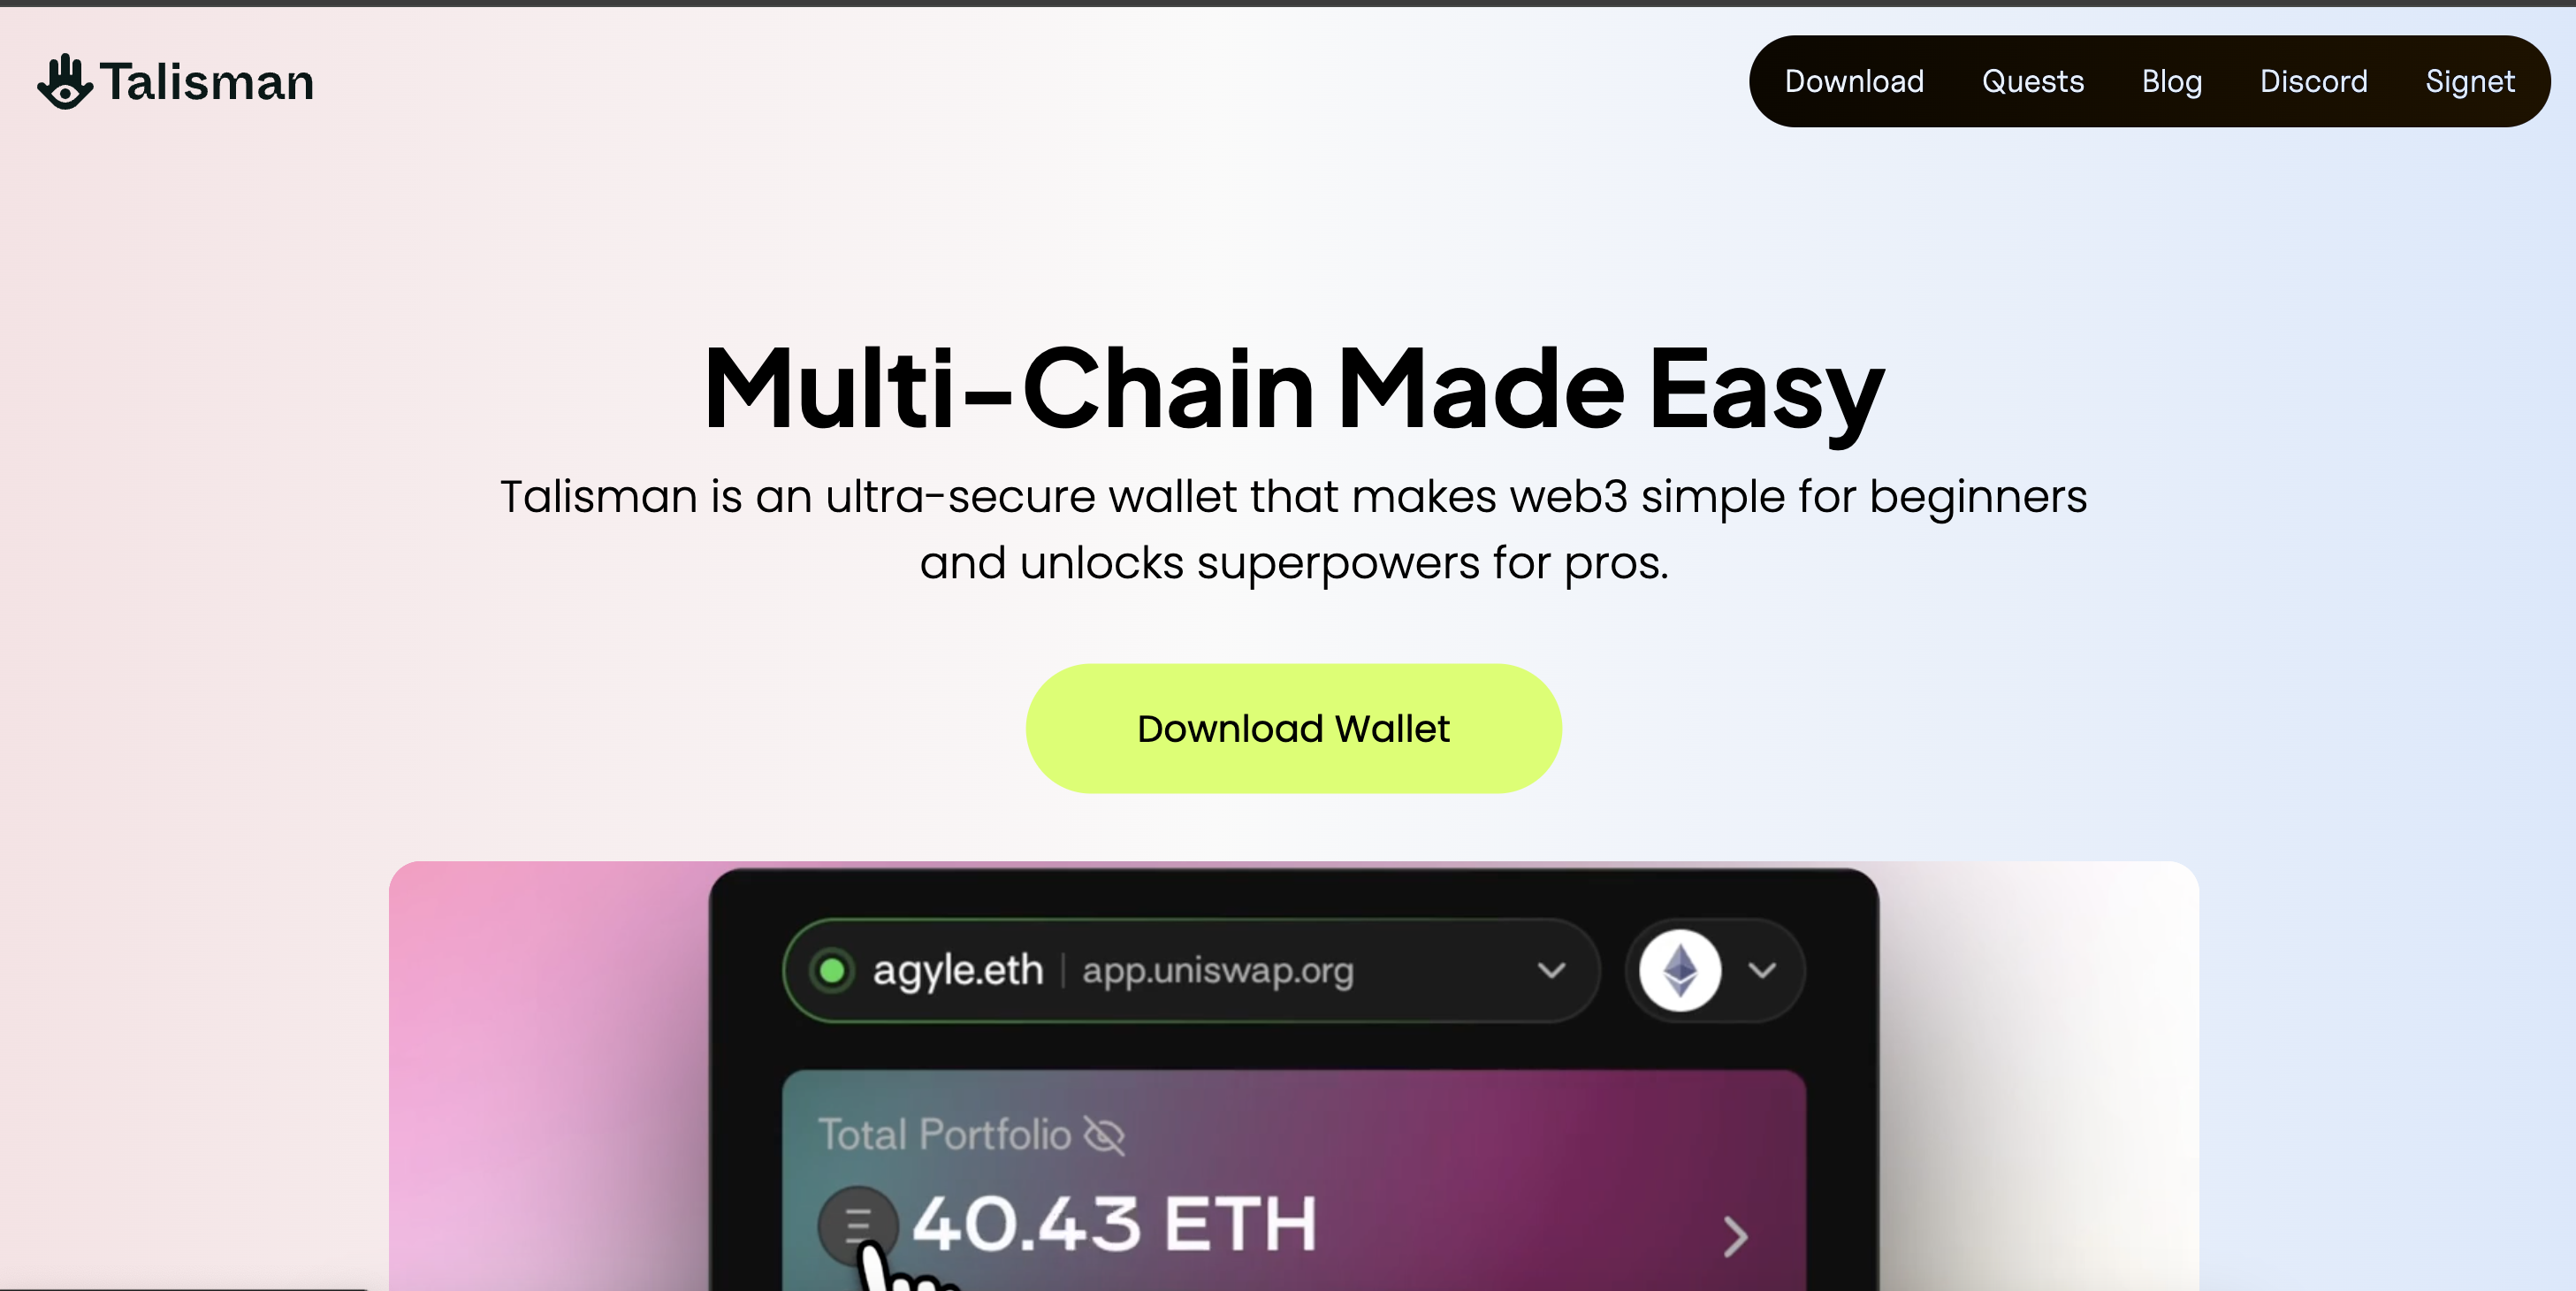 Talisman
Download Quests Blog Discord Signet
Multi-Chain Made Easy
Talisman is an ultra-secure wallet that makes web3 simple for beginners
and unlocks superpowers for pros.
Download Wallet
agyle.eth | app.uniswap.org
Total Portfolio
40.43 ETH